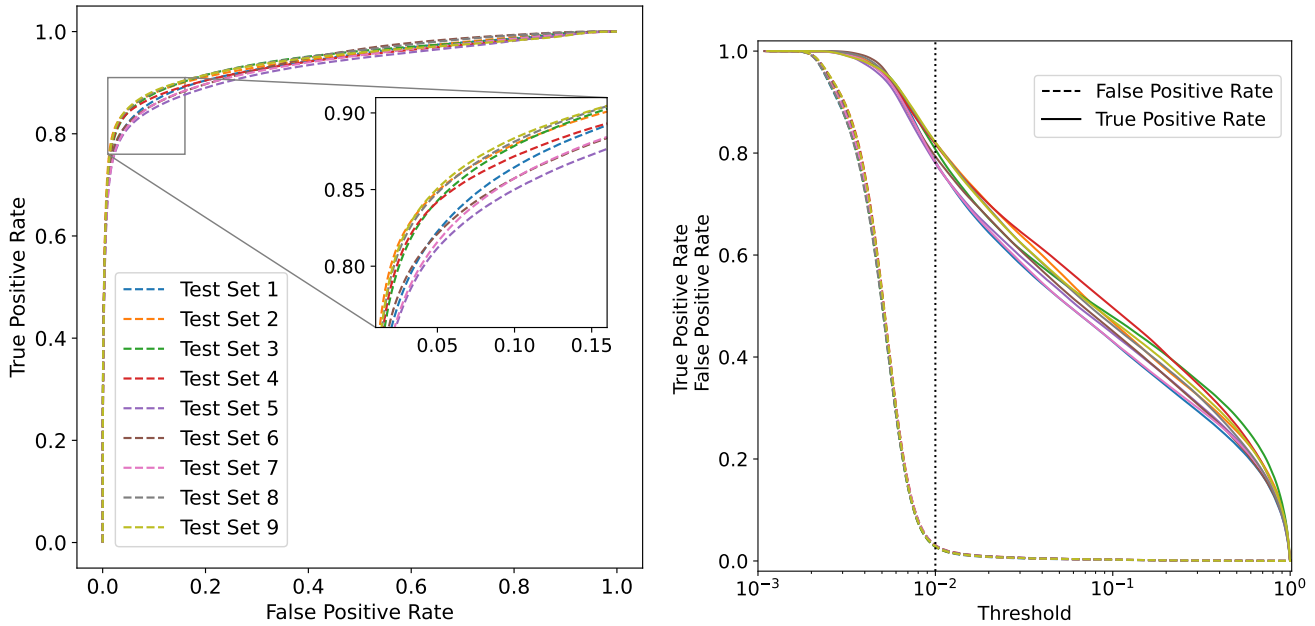 1.0
0.8
0.6
0.4
0.2
0.0
True Positive Rate
0.0
0.2
0.4
0.6
0.8
1.0
False Positive Rate
0.90
0.85
0.80
0.05
0.10
0.15
Test Set 1
Test Set 2
Test Set 3
Test Set 4
Test Set 5
Test Set 6
Test Set 7
Test Set 8
Test Set 9
1.0
0.8
0.6
0.4
0.2
0.0
True Positive Rate
False Positive Rate
False Positive Rate
True Positive Rate
10⁻³
10⁻²
10⁻¹
10⁰
Threshold